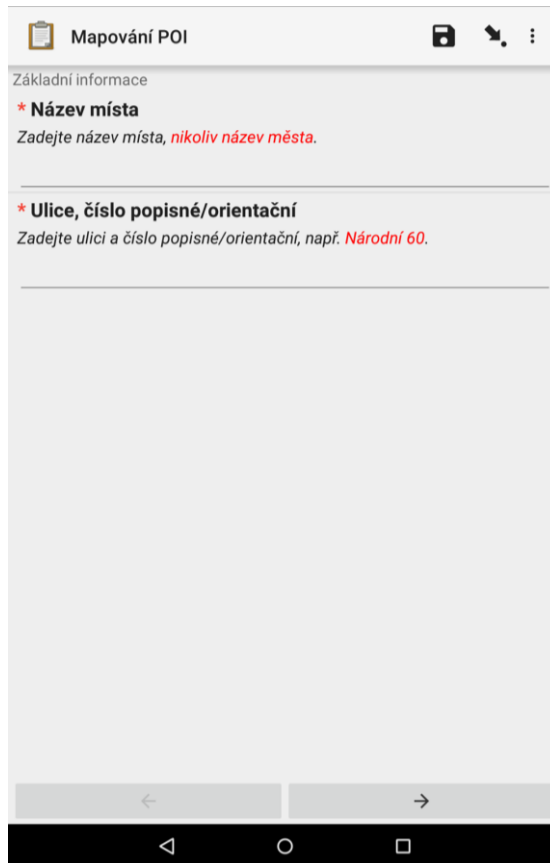 Mapování POI
Základní informace
* Název místa
Zadejte název místa, nikoliv název města.
* Ulice, číslo popisné/orientační
Zadejte ulici a číslo popisné/orientační, např. Národní 60.